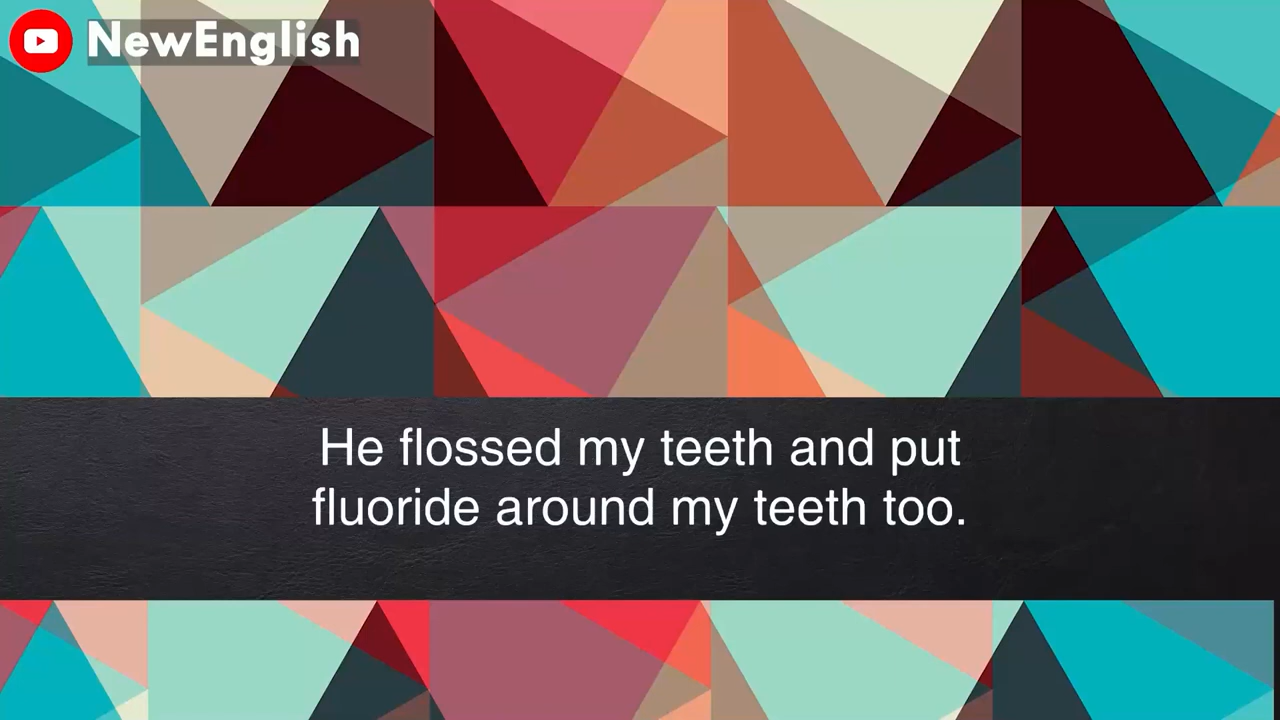 NewEnglish
He flossed my teeth and put
fluoride around my teeth too.